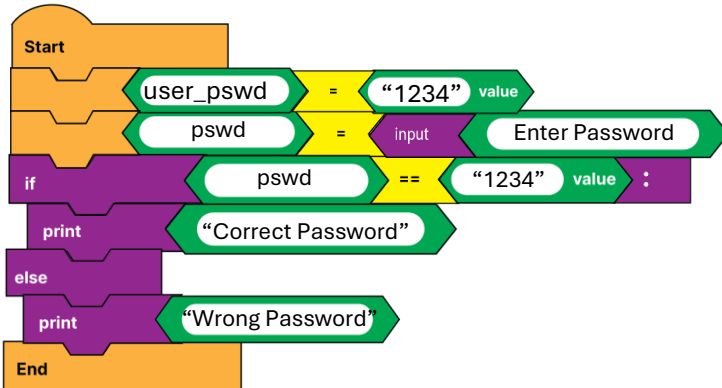 Start
user_pswd = “1234” value
pswd = input Enter Password
if pswd == “1234” value :
print “Correct Password”
else
print “Wrong Password”
End